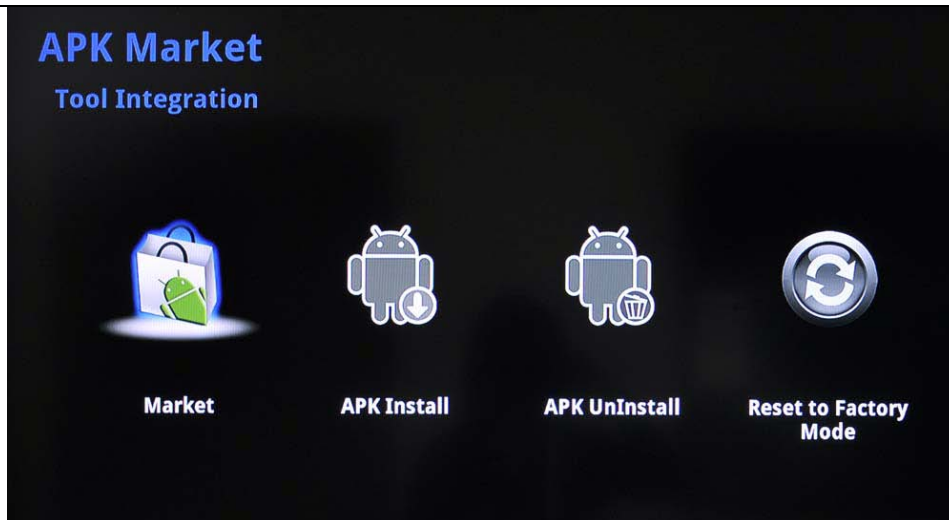 APK Market
Tool Integration
Market
APK Install
APK UnInstall
Reset to Factory
Mode